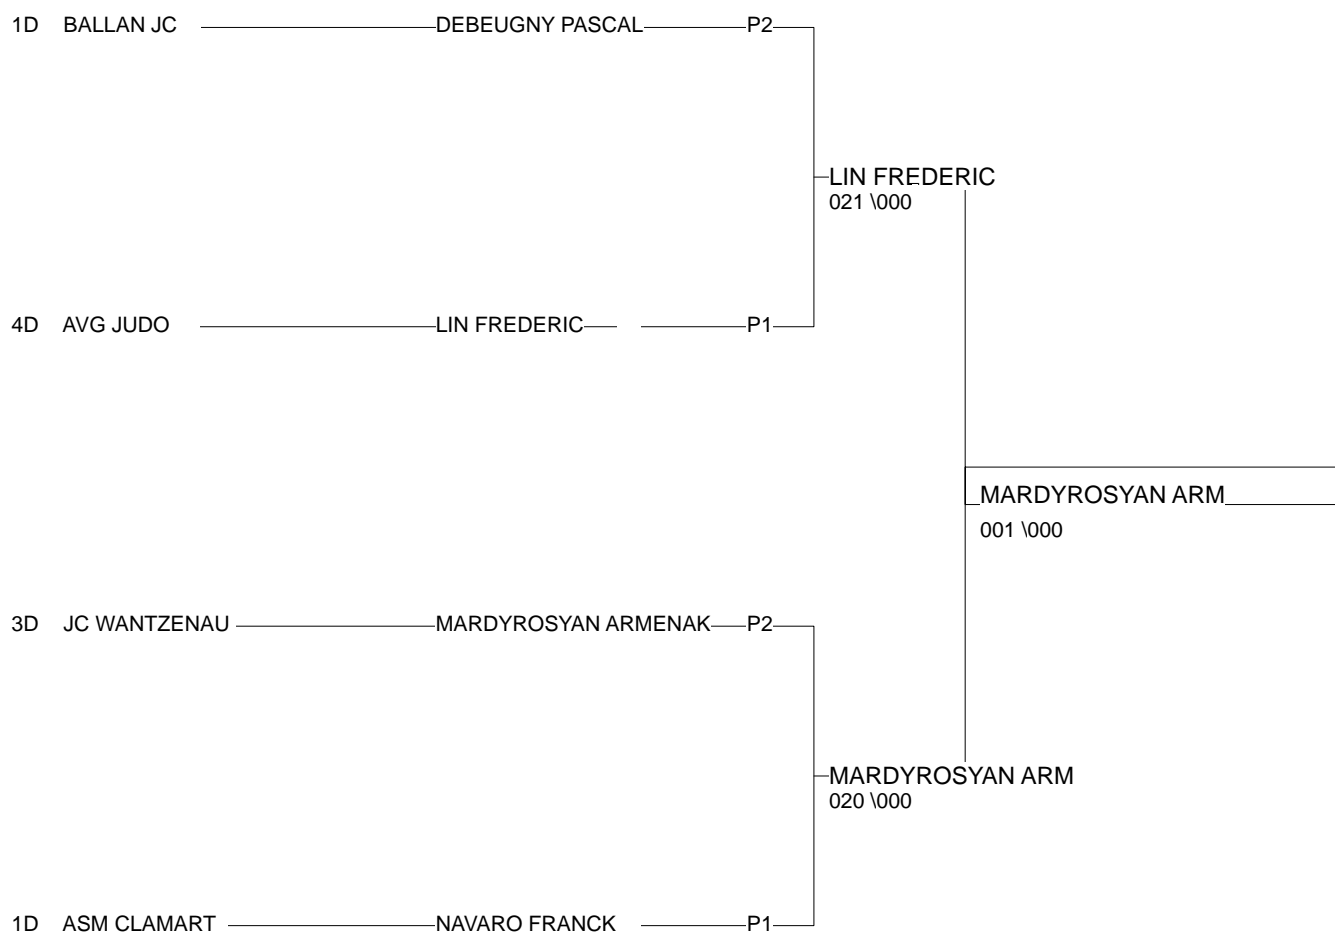 1D BALLAN JC DEBEUGNY PASCAL P2
LIN FREDERIC
021 \000
4D AVG JUDO LIN FREDERIC P1
MARDYROSYAN ARM
001 \000
3D JC WANTZENAU MARDYROSYAN ARMENAK P2
MARDYROSYAN ARM
020 \000
1D ASM CLAMART NAVARO FRANCK P1